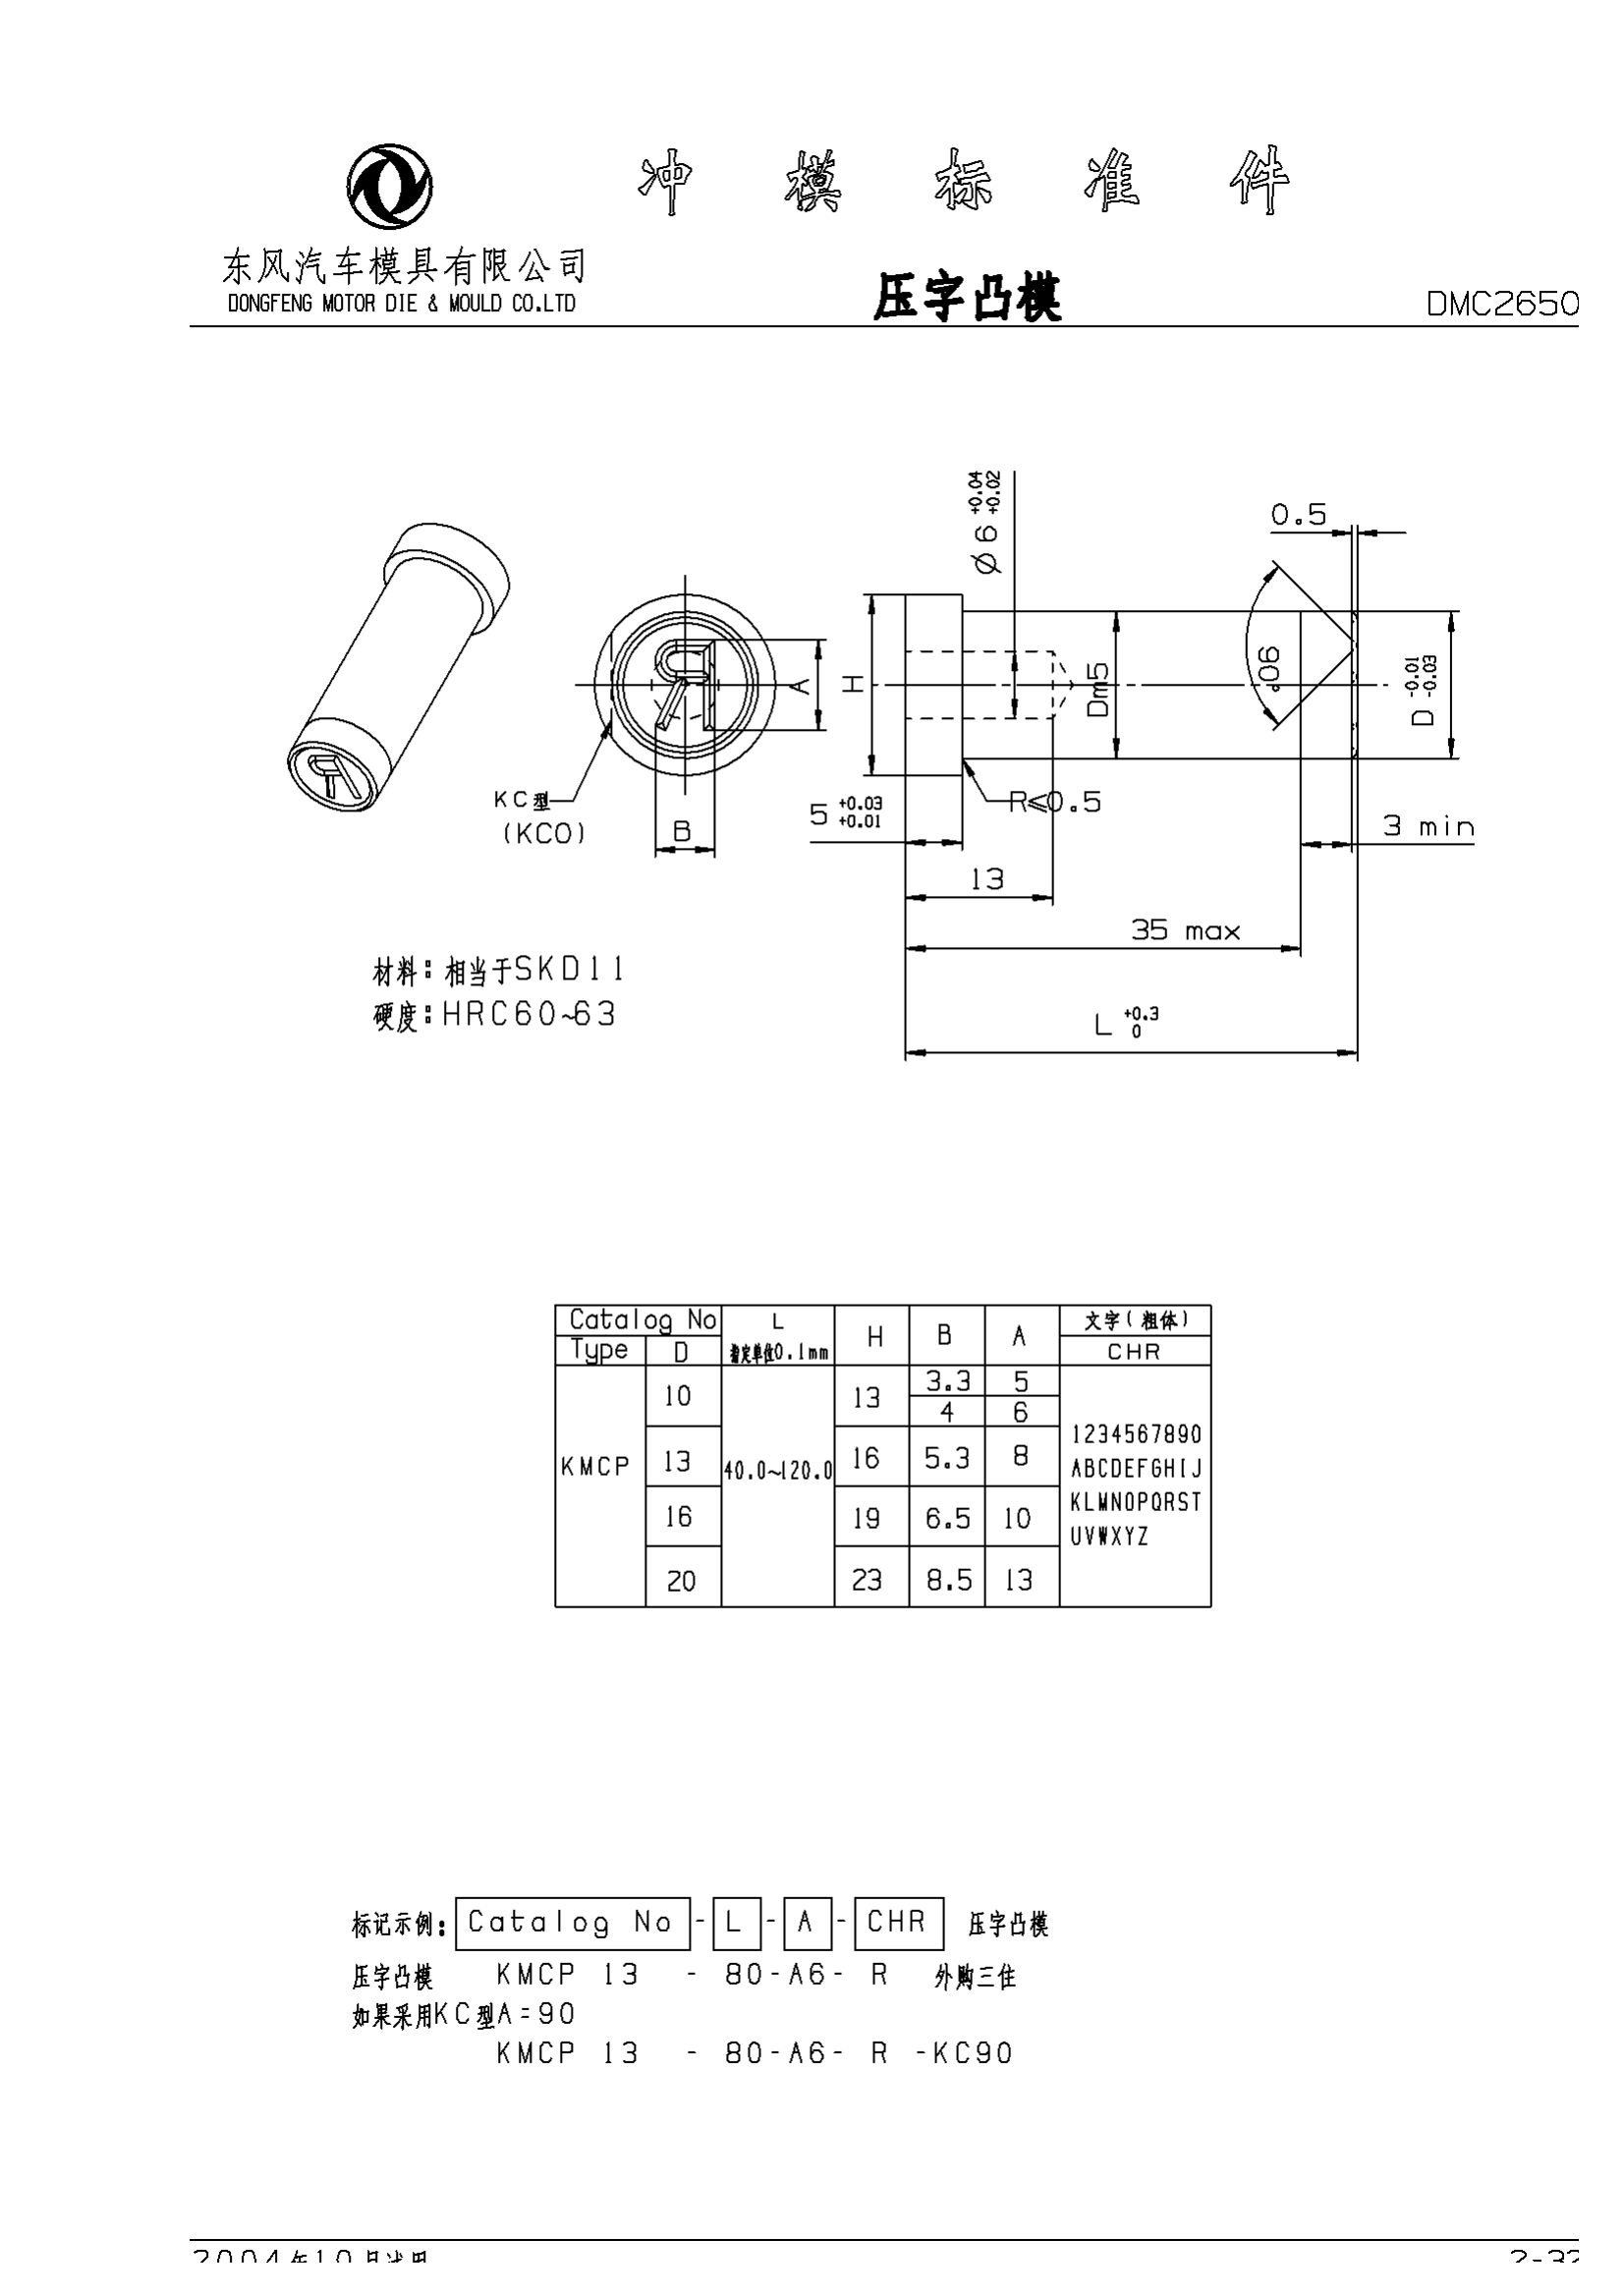 冲模标准件
东风汽车模具有限公司
DONGFENG MOTOR DIE & MOULD CO.LTD
压字凸模
DMC2650
Ø6 +0.04 +0.02
0.5
90°
A
H
Dm5
D -0.01 -0.03
KC型
(KCO)
B
5 +0.03 +0.01
R≤0.5
3 min
13
35 max
L +0.3 0
材料：相当于SKD11
硬度：HRC60~63
Catalog No L H B A 文字(粗体)
Type D 指定单位0.1mm CHR
KMCP 10 40.0~120.0 13 3.3 5
4 6
13 16 5.3 8
16 19 6.5 10
20 23 8.5 13
1234567890
ABCDEFGHIJ
KLMNOPQRST
UVWXYZ
标记示例：Catalog No - L - A - CHR 压字凸模
压字凸模 KMCP 13 - 80-A6- R 外购三住
如果采用KC型A=90
KMCP 13 - 80-A6- R -KC90
2004年10月